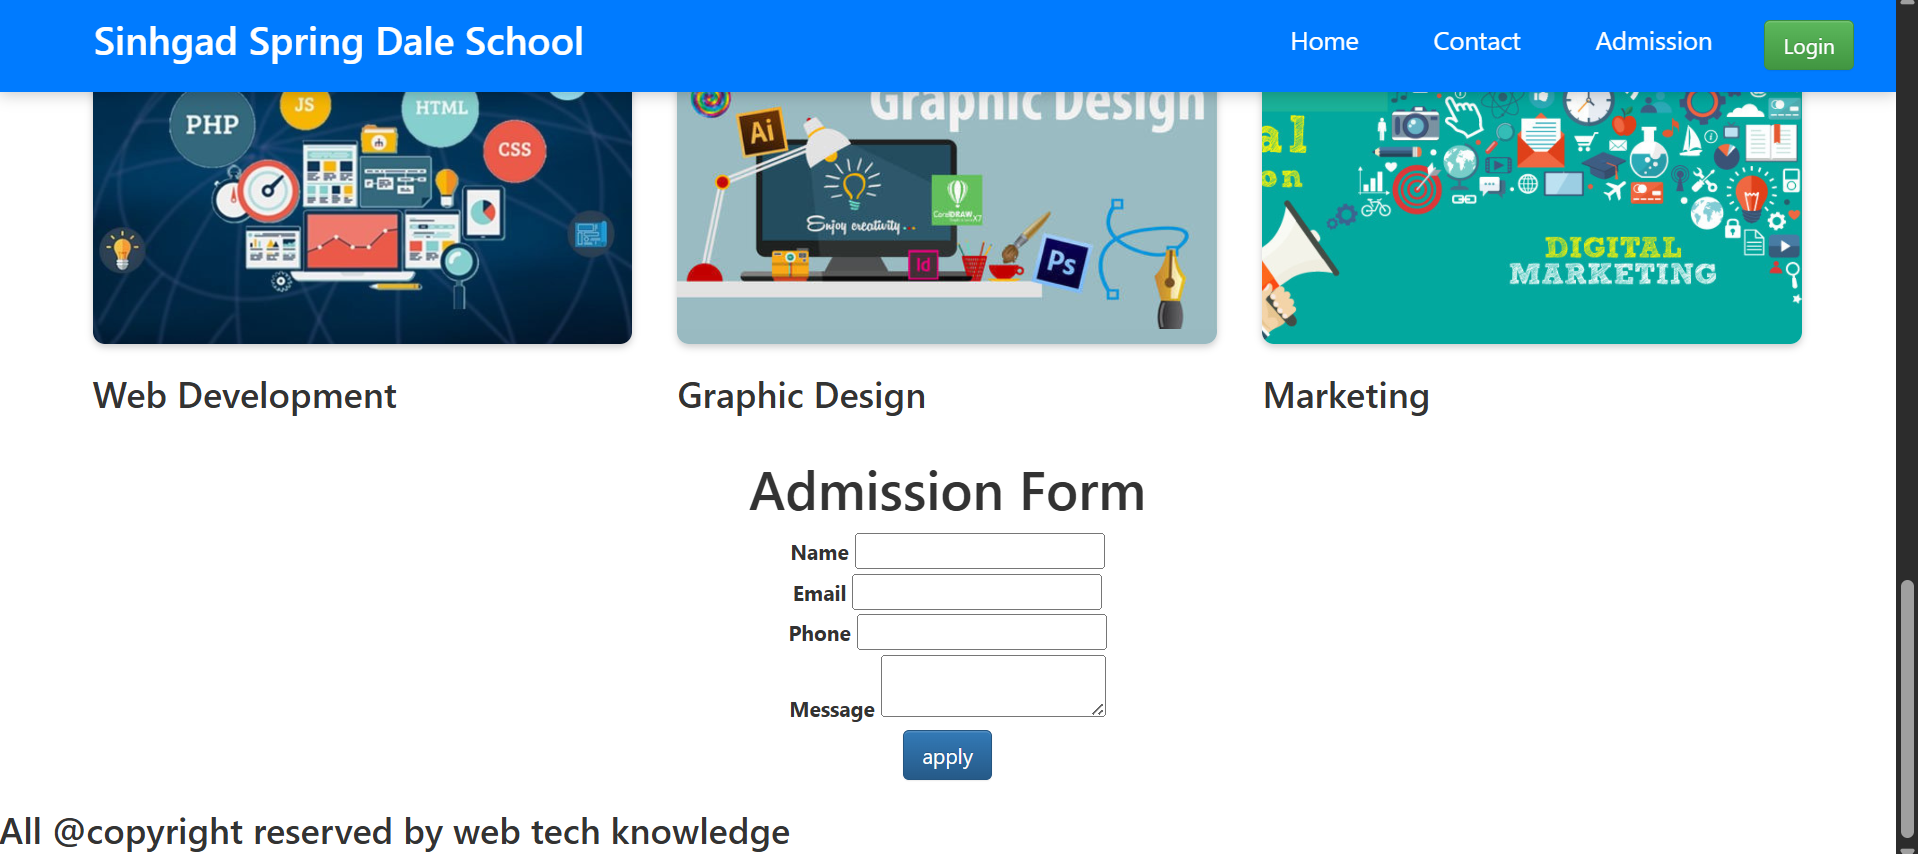 Sinhgad Spring Dale School
Home
Contact
Admission
Login
PHP
JS
HTML
CSS
Graphic Design
Ai
Enjoy creativity...
CorelDRAW
X7
Id
Ps
al
on
DIGITAL
MARKETING
Web Development
Graphic Design
Marketing
Admission Form
Name
Email
Phone
Message
apply
All @copyright reserved by web tech knowledge